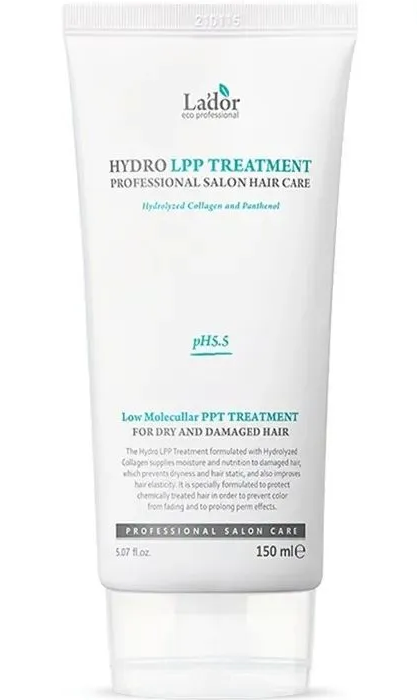 210115
La'dor
eco professional
HYDRO LPP TREATMENT
PROFESSIONAL SALON HAIR CARE
Hydrolyzed Collagen and Panthenol
pH5.5
Low Molecullar PPT TREATMENT
FOR DRY AND DAMAGED HAIR
The Hydro LPP Treatment formulated with Hydrolyzed
Collagen supplies moisture and nutrition to damaged hair,
which prevents dryness and hair static, and also improves
hair elasticity. It is specially formulated to protect
chemically treated hair in order to prevent color
from fading and to prolong perm effects.
PROFESSIONAL SALON CARE
5.07 fl.oz.
150 ml℮